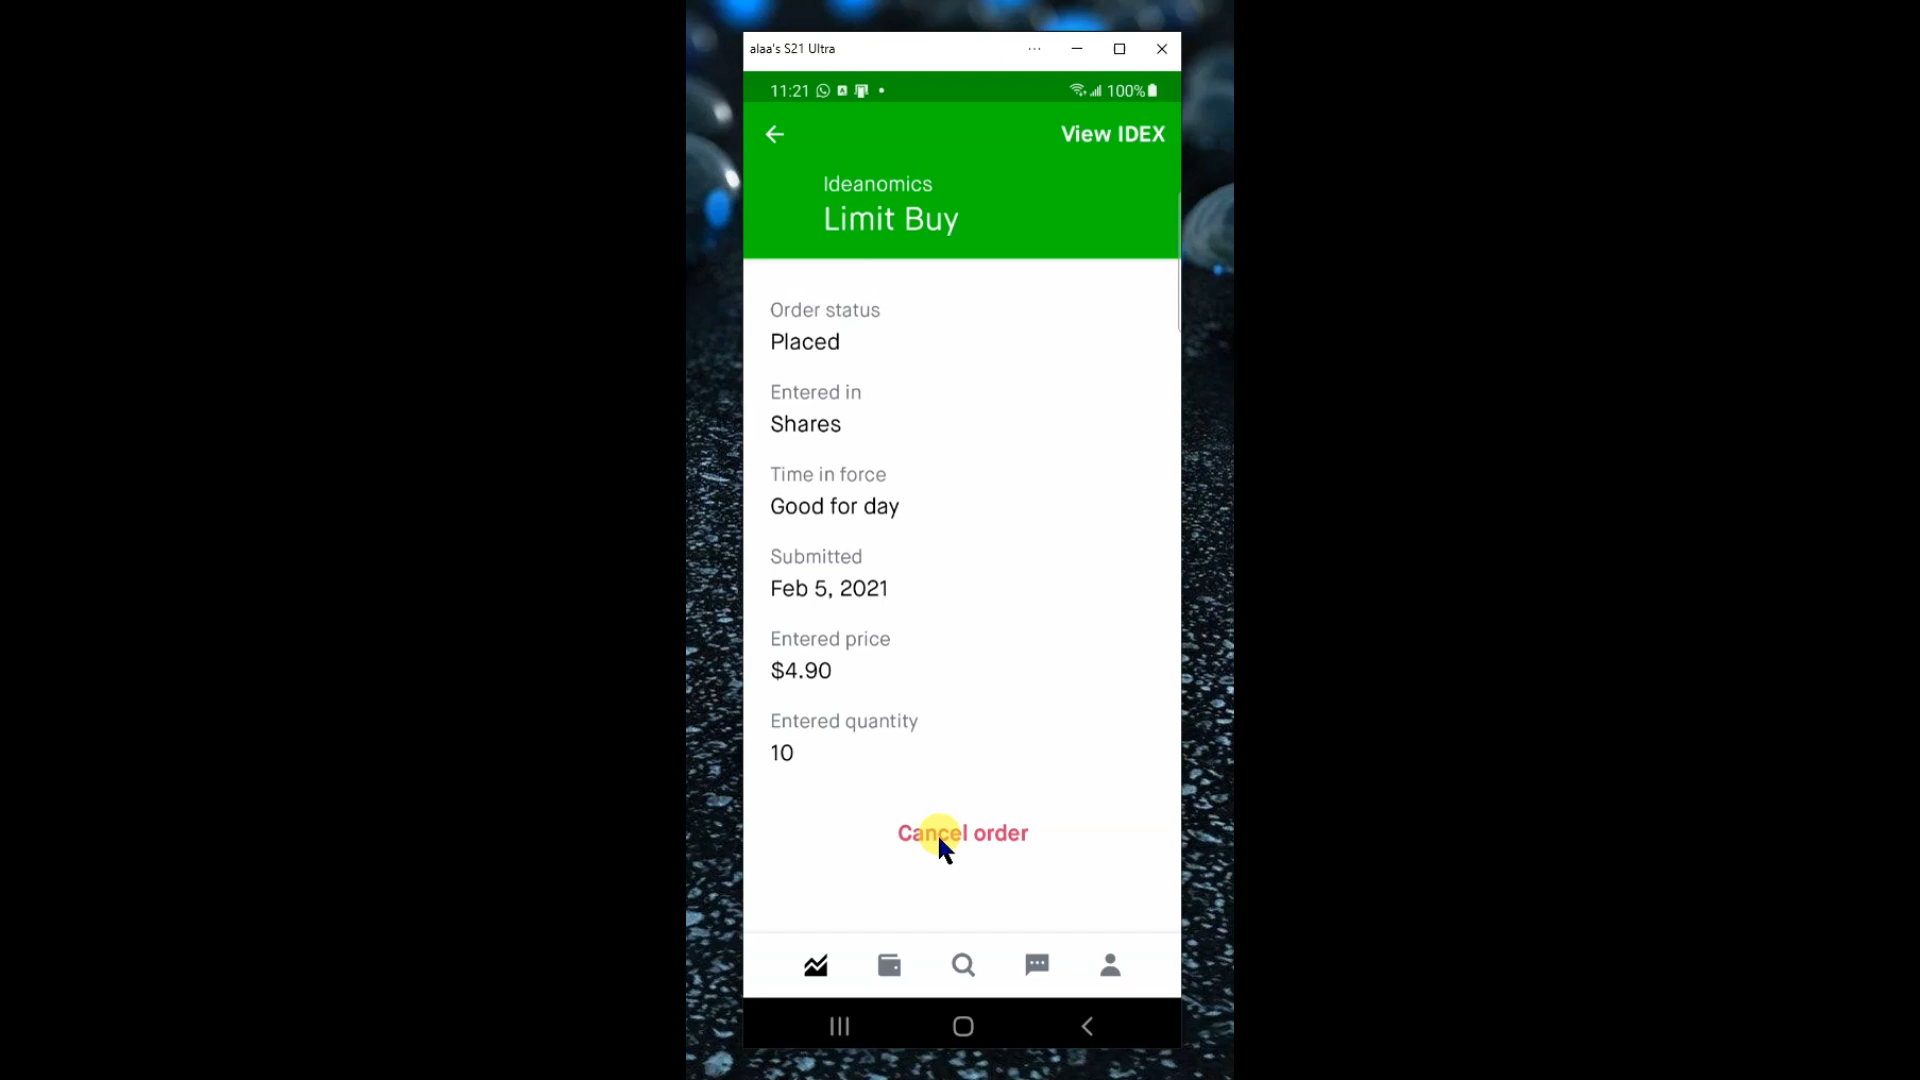 alaa's S21 Ultra
11:21 100%
View IDEX
Ideanomics
Limit Buy
Order status
Placed
Entered in
Shares
Time in force
Good for day
Submitted
Feb 5, 2021
Entered price
$4.90
Entered quantity
10
Cancel order